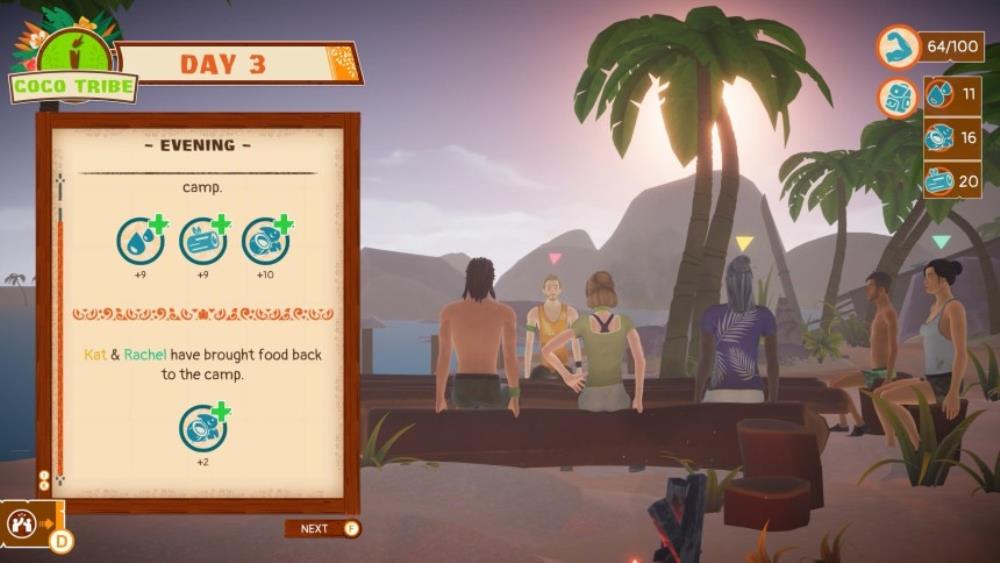 COCO TRIBE
DAY 3
64/100
11
16
20
~ EVENING ~
camp.
+9
+9
+10
Kat & Rachel have brought food back
to the camp.
+2
NEXT F
D